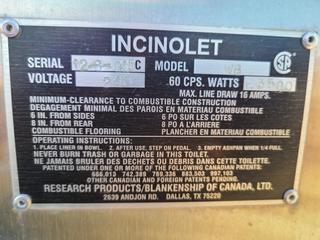 INCINOLET
SERIAL MODEL WB
VOLTAGE 240 .60 CPS. WATTS
MAX. LINE DRAW 16 AMPS.
MINIMUM-CLEARANCE TO COMBUSTIBLE CONSTRUCTION
DEGAGEMENT MINIMAL DES PAROIS EN MATERIAU COMBUSTIBLE
6 IN. FROM SIDES 6 PO SUR LES COTES
8 IN. FROM REAR 8 PO A L'ARRIERE
COMBUSTIBLE FLOORING PLANCHER EN MATERIAU COMBUSTIBLE
OPERATING INSTRUCTIONS:
1. PLACE LINER IN BOWL. 2. AFTER USE, STEP ON PEDAL. 3. EMPTY ASHPAN WHEN 1/4 FULL.
NEVER BURN TRASH OR GARBAGE IN THIS TOILET.
NE JAMAIS BRULER DES DECHETS OU DEBRIS DANS CETTE TOILETTE.
PATENTED UNDER ONE OR MORE OF THE FOLLOWING CANADIAN PATENTS:
OTHER CANADIAN AND FOREIGN PATENTS PENDING.
RESEARCH PRODUCTS/BLANKENSHIP OF CANADA, LTD.
2639 ANDJON RD. DALLAS, TX 75220